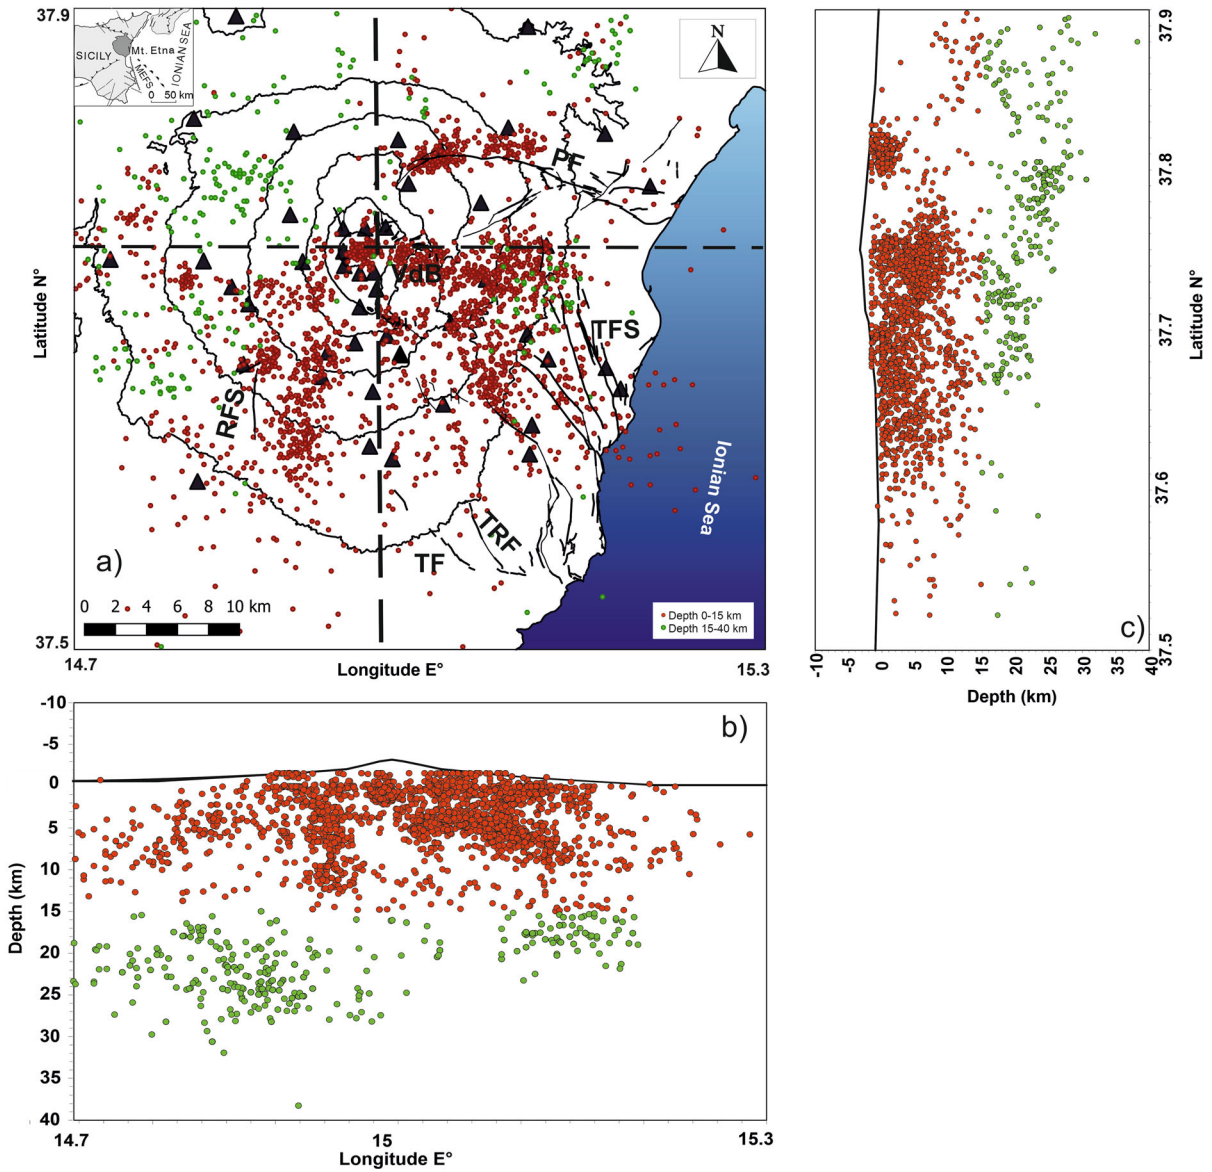 37.9
SICILY
Mt. Etna
IONIAN SEA
MEFS
0 50 km
N
Latitude N°
PF
VdB
TFS
RFS
TRF
TF
Ionian Sea
a)
0 2 4 6 8 10 km
Depth 0-15 km
Depth 15-40 km
37.5
14.7
Longitude E°
15.3
37.9
37.8
37.7
37.6
37.5
Latitude N°
c)
-10 -5 0 5 10 15 20 25 30 35 40
Depth (km)
b)
-10
-5
0
5
10
15
20
25
30
35
40
Depth (km)
14.7 15 15.3
Longitude E°